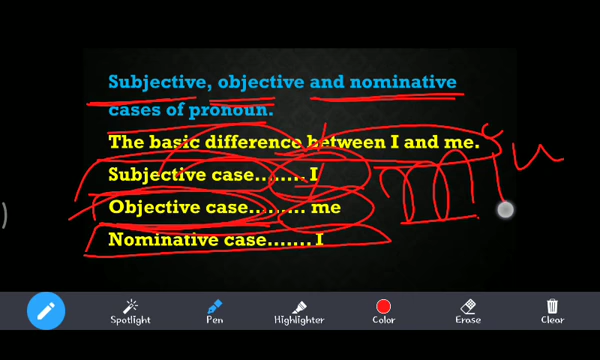 Subjective, objective and nominative
cases of pronoun.
The basic difference between I and me.
Subjective case........ I
Objective case.......... me
Nominative case....... I
Spotlight Pen Highlighter Color Erase Clear